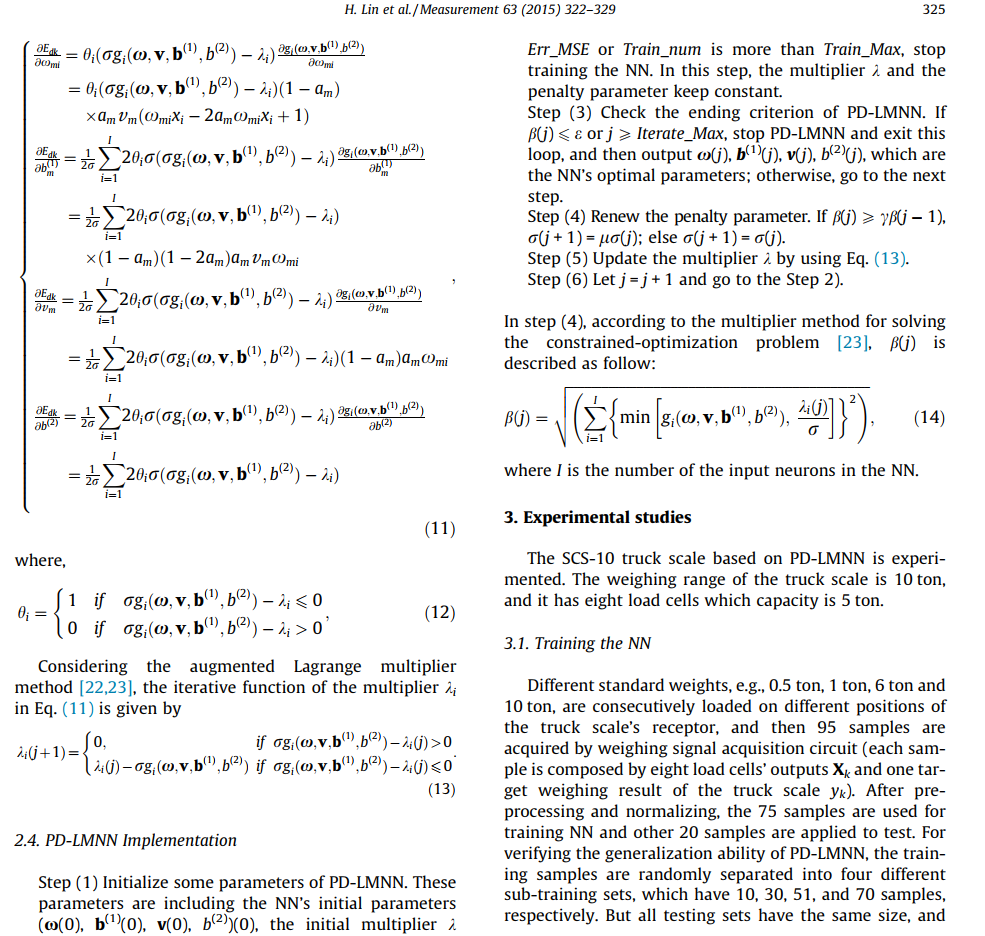 H. Lin et al. / Measurement 63 (2015) 322–329
325
∂E_dk/∂ω_mi = θ_i(σg_i(ω, v, b^(1), b^(2)) − λ_i) ∂g_i(ω,v,b^(1),b^(2))/∂ω_mi
= θ_i(σg_i(ω, v, b^(1), b^(2)) − λ_i)(1 − a_m)
×a_m v_m(ω_mi x_i − 2a_m ω_mi x_i + 1)
∂E_dk/∂b_m^(1) = 1/2σ ∑_{i=1}^{I} 2θ_iσ(σg_i(ω, v, b^(1), b^(2)) − λ_i) ∂g_i(ω,v,b^(1),b^(2))/∂b_m^(1)
= 1/2σ ∑_{i=1}^{I} 2θ_iσ(σg_i(ω, v, b^(1), b^(2)) − λ_i)
×(1 − a_m)(1 − 2a_m)a_m v_m ω_mi
,
∂E_dk/∂v_m = 1/2σ ∑_{i=1}^{I} 2θ_iσ(σg_i(ω, v, b^(1), b^(2)) − λ_i) ∂g_i(ω,v,b^(1),b^(2))/∂v_m
= 1/2σ ∑_{i=1}^{I} 2θ_iσ(σg_i(ω, v, b^(1), b^(2)) − λ_i)(1 − a_m)a_m ω_mi
∂E_dk/∂b^(2) = 1/2σ ∑_{i=1}^{I} 2θ_iσ(σg_i(ω, v, b^(1), b^(2)) − λ_i) ∂g_i(ω,v,b^(1),b^(2))/∂b^(2)
= 1/2σ ∑_{i=1}^{I} 2θ_iσ(σg_i(ω, v, b^(1), b^(2)) − λ_i)
(11)
where,
θ_i = { 1 if σg_i(ω, v, b^(1), b^(2)) − λ_i ⩽ 0
0 if σg_i(ω, v, b^(1), b^(2)) − λ_i > 0 , (12)
Considering the augmented Lagrange multiplier
method [22,23], the iterative function of the multiplier λ_i
in Eq. (11) is given by
λ_i(j+1) = { 0, if σg_i(ω,v,b^(1),b^(2))−λ_i(j)>0
λ_i(j)−σg_i(ω,v,b^(1),b^(2)) if σg_i(ω,v,b^(1),b^(2))−λ_i(j)⩽0 .
(13)
2.4. PD-LMNN Implementation
Step (1) Initialize some parameters of PD-LMNN. These
parameters are including the NN's initial parameters
(ω(0), b^(1)(0), v(0), b^(2))(0), the initial multiplier λ
Err_MSE or Train_num is more than Train_Max, stop
training the NN. In this step, the multiplier λ and the
penalty parameter keep constant.
Step (3) Check the ending criterion of PD-LMNN. If
β(j) ⩽ ε or j ⩾ Iterate_Max, stop PD-LMNN and exit this
loop, and then output ω(j), b^(1)(j), v(j), b^(2)(j), which are
the NN's optimal parameters; otherwise, go to the next
step.
Step (4) Renew the penalty parameter. If β(j) ⩾ γβ(j − 1),
σ(j + 1) = μσ(j); else σ(j + 1) = σ(j).
Step (5) Update the multiplier λ by using Eq. (13).
Step (6) Let j = j + 1 and go to the Step 2).
In step (4), according to the multiplier method for solving
the constrained-optimization problem [23], β(j) is
described as follow:
β(j) = √(∑_{i=1}^{I} {min [g_i(ω, v, b^(1), b^(2)), λ_i(j)/σ]}^2), (14)
where I is the number of the input neurons in the NN.
3. Experimental studies
The SCS-10 truck scale based on PD-LMNN is experi-
mented. The weighing range of the truck scale is 10 ton,
and it has eight load cells which capacity is 5 ton.
3.1. Training the NN
Different standard weights, e.g., 0.5 ton, 1 ton, 6 ton and
10 ton, are consecutively loaded on different positions of
the truck scale's receptor, and then 95 samples are
acquired by weighing signal acquisition circuit (each sam-
ple is composed by eight load cells' outputs X_k and one tar-
get weighing result of the truck scale y_k). After pre-
processing and normalizing, the 75 samples are used for
training NN and other 20 samples are applied to test. For
verifying the generalization ability of PD-LMNN, the train-
ing samples are randomly separated into four different
sub-training sets, which have 10, 30, 51, and 70 samples,
respectively. But all testing sets have the same size, and